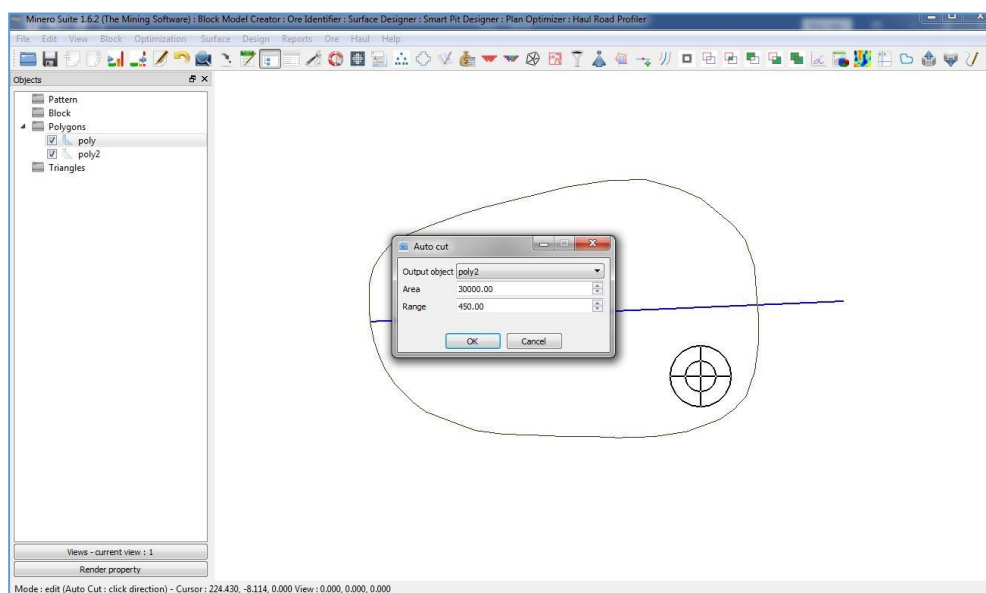 Minero Suite 1.6.2 (The Mining Software) : Block Model Creator : Ore Identifier : Surface Designer : Smart Pit Designer : Plan Optimizer : Haul Road Profiler
File Edit View Block Optimization Surface Design Reports Ore Haul Help
Objects
Pattern
Block
Polygons
poly
poly2
Triangles
Auto cut
Output object poly2
Area 30000.00
Range 450.00
OK Cancel
Views - current view : 1
Render property
Mode : edit (Auto Cut : click direction) - Cursor : 224.430, -8.114, 0.000 View : 0.000, 0.000, 0.000